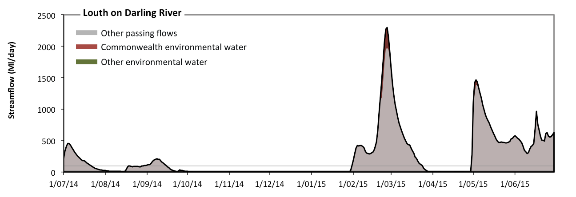 Louth on Darling River
Other passing flows
Commonwealth environmental water
Other environmental water
Streamflow (Ml/day)
2500
2000
1500
1000
500
0
1/07/14 1/08/14 1/09/14 1/10/14 1/11/14 1/12/14 1/01/15 1/02/15 1/03/15 1/04/15 1/05/15 1/06/15